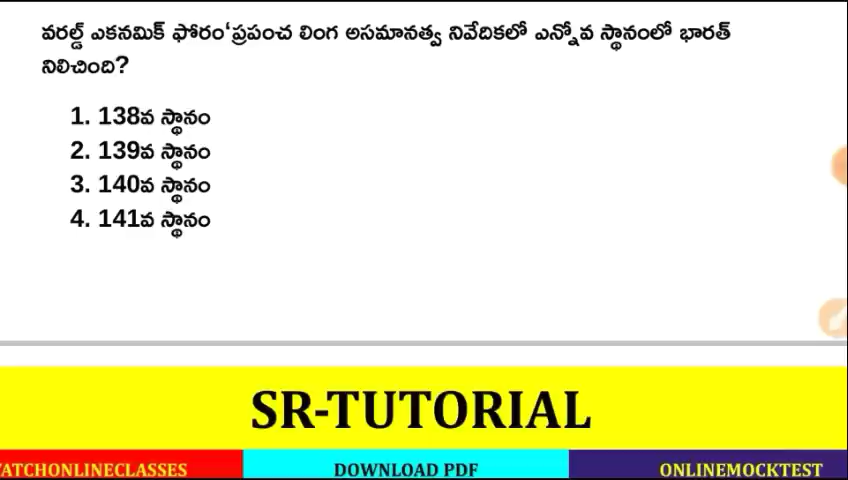 వరల్డ్ ఎకనమిక్ ఫోరం‘ప్రపంచ లింగ అసమానత్వ నివేదికలో ఎన్నోవ స్థానంలో భారత్
నిలిచింది?
1. 138వ స్థానం
2. 139వ స్థానం
3. 140వ స్థానం
4. 141వ స్థానం
SR-TUTORIAL
ATCHONLINECLASSES DOWNLOAD PDF ONLINEMOCKTEST